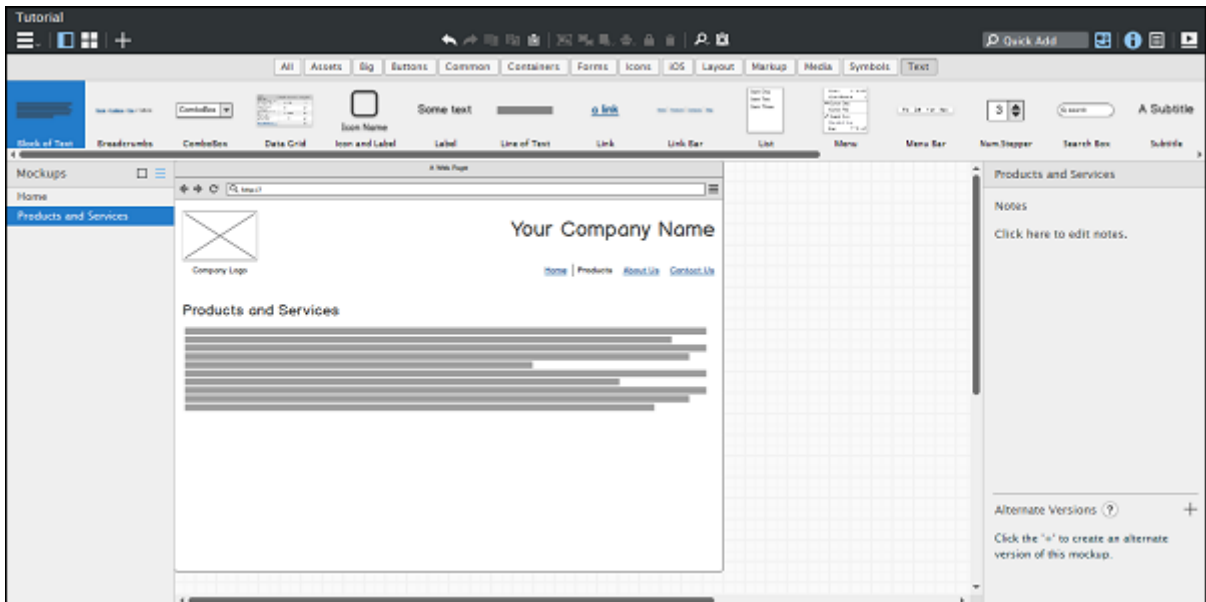 Tutorial
Quick Add
All Assets Big Buttons Common Containers Forms Icons iOS Layout Markup Media Symbols Text
ComboBox
Icon Name
Some text
a link
3
search
A Subtitle
Block of Text Breadcrumbs ComboBox Data Grid Icon and Label Label Line of Text Link Link Bar List Menu Menu Bar Num.Stepper Search Box Subtitle
Mockups
Home
Products and Services
A Web Page
http://
Company Logo
Your Company Name
Home Products About Us Contact Us
Products and Services
Products and Services
Notes
Click here to edit notes.
Alternate Versions ?
Click the '+' to create an alternate
version of this mockup.